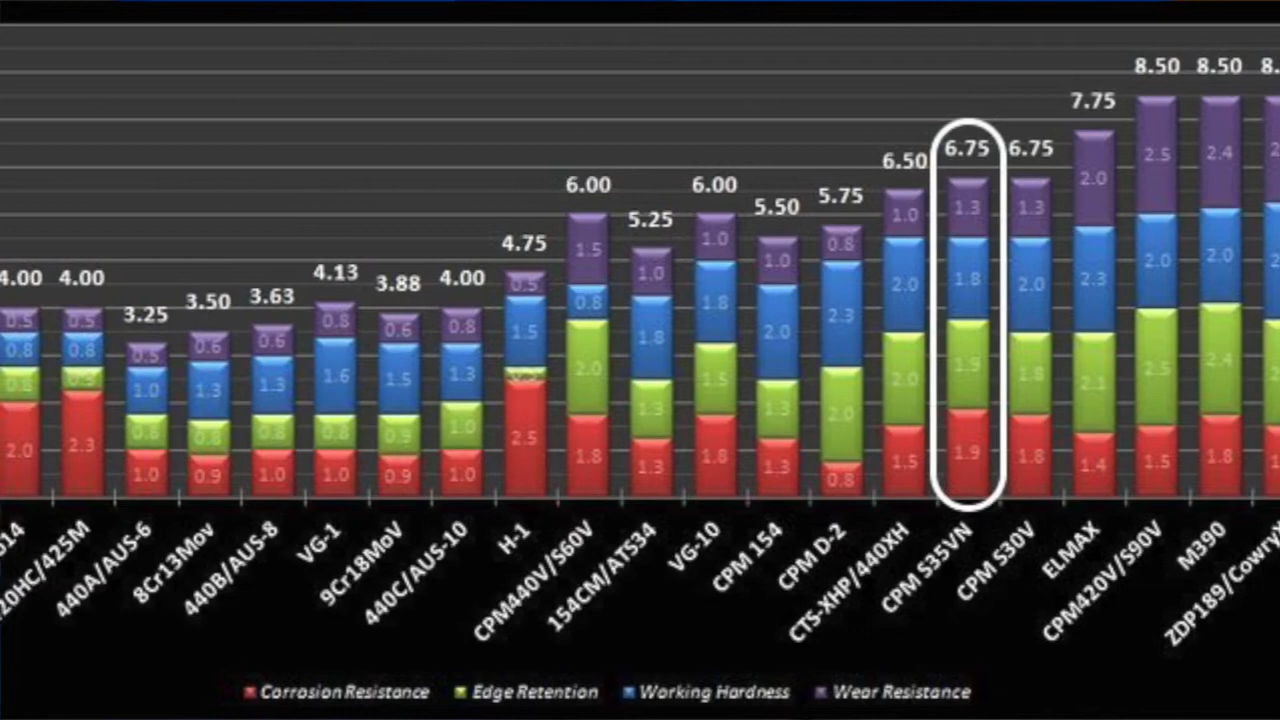 8.50 8.50 8.
7.75
6.50 6.75 6.75
6.00 6.00
5.25 5.50 5.75
4.75
4.00 4.00 4.13 3.88 4.00
3.25 3.50 3.63
0.5 0.5 0.5 0.6 0.6 0.8 0.6 0.8 0.5 1.5 1.0 1.0 1.0 0.8 1.0 1.3 1.3 2.0 2.5 2.4
0.8 0.8 1.0 1.3 1.3 1.6 1.5 1.3 1.5 0.8 1.8 1.8 2.0 2.3 2.0 1.8 2.0 2.3 2.0 2.0
0.8 0.8 0.8 0.8 0.9 1.0 2.0 1.3 1.5 1.3 2.0 2.0 1.9 1.8 2.1 2.5 2.4
2.0 2.3 1.0 0.9 1.0 1.0 0.9 1.0 2.5 1.8 1.3 1.8 1.3 0.8 1.5 1.9 1.8 1.4 1.5 1.8
14
20HC/425M
440A/AUS-6
8Cr13Mov
440B/AUS-8
VG-1
9Cr18MoV
440C/AUS-10
H-1
CPM440V/S60V
154CM/ATS34
VG-10
CPM 154
CPM D-2
CTS-XHP/440XH
CPM S35VN
CPM S30V
ELMAX
CPM420V/S90V
M390
ZDP189/Cowry
Corrosion Resistance Edge Retention Working Hardness Wear Resistance